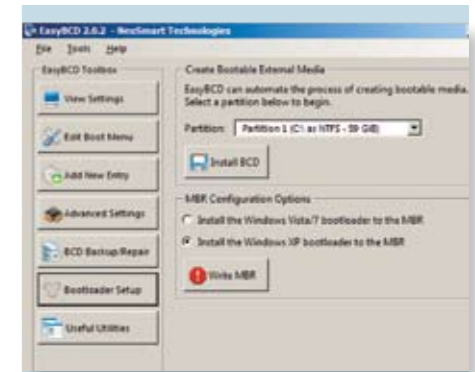 EasyBCD 2.0.2 - NeoSmart Technologies
File Tools Help
EasyBCD Toolbox
View Settings
Edit Boot Menu
Add New Entry
Advanced Settings
BCD Backup/Repair
Bootloader Setup
Useful Utilities
Create Bootable External Media
EasyBCD can automate the process of creating bootable media.
Select a partition below to begin.
Partition: Partition 1 (C:\ as NTFS - 59 GiB)
Install BCD
MBR Configuration Options
Install the Windows Vista/7 bootloader to the MBR
Install the Windows XP bootloader to the MBR
Write MBR